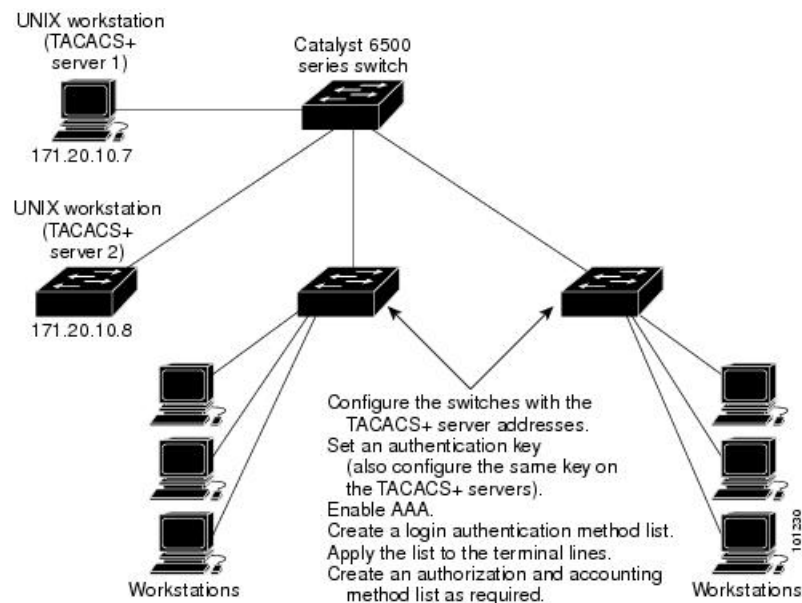 UNIX workstation
(TACACS+
server 1)
Catalyst 6500
series switch
171.20.10.7
UNIX workstation
(TACACS+
server 2)
171.20.10.8
Configure the switches with the
TACACS+ server addresses.
Set an authentication key
(also configure the same key on
the TACACS+ servers).
Enable AAA.
Create a login authentication method list.
Apply the list to the terminal lines.
Create an authorization and accounting
method list as required.
Workstations
Workstations
101230